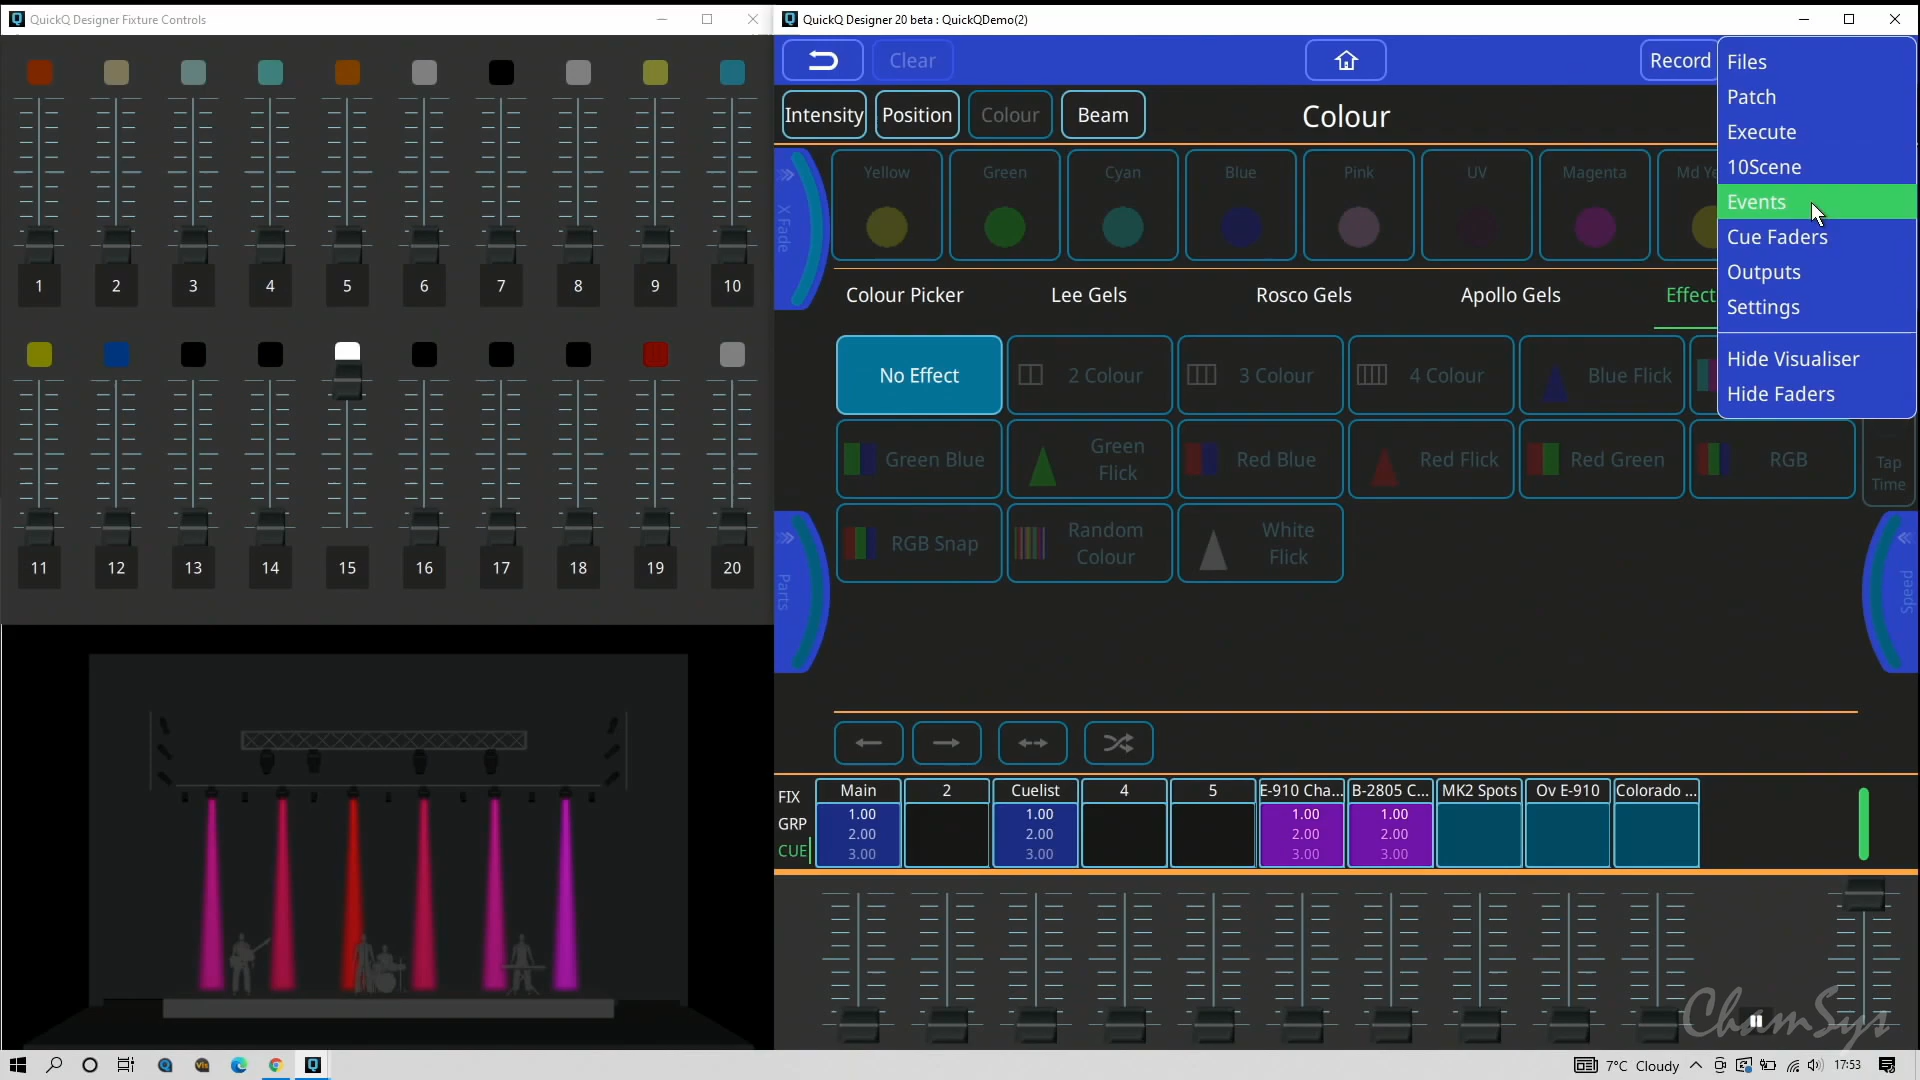 QuickQ Designer Fixture Controls
QuickQ Designer 20 beta : QuickQDemo(2)
Clear
Record
Files
Patch
Execute
10Scene
Events
Cue Faders
Outputs
Settings
Hide Visualiser
Hide Faders
Intensity
Position
Colour
Beam
Colour
X Fade
Yellow
Green
Cyan
Blue
Pink
UV
Magenta
Md Ye
1
2
3
4
5
6
7
8
9
10
Colour Picker
Lee Gels
Rosco Gels
Apollo Gels
Effect
No Effect
2 Colour
3 Colour
4 Colour
Blue Flick
Green Blue
Green
Flick
Red Blue
Red Flick
Red Green
RGB
Tap
Time
RGB Snap
Random
Colour
White
Flick
Parts
Speed
11
12
13
14
15
16
17
18
19
20
FIX
GRP
CUE
Main
1.00
2.00
3.00
2
Cuelist
1.00
2.00
3.00
4
5
E-910 Cha...
1.00
2.00
3.00
B-2805 C...
1.00
2.00
3.00
MK2 Spots
Ov E-910
Colorado ...
ChamSys
7°C Cloudy
17:53